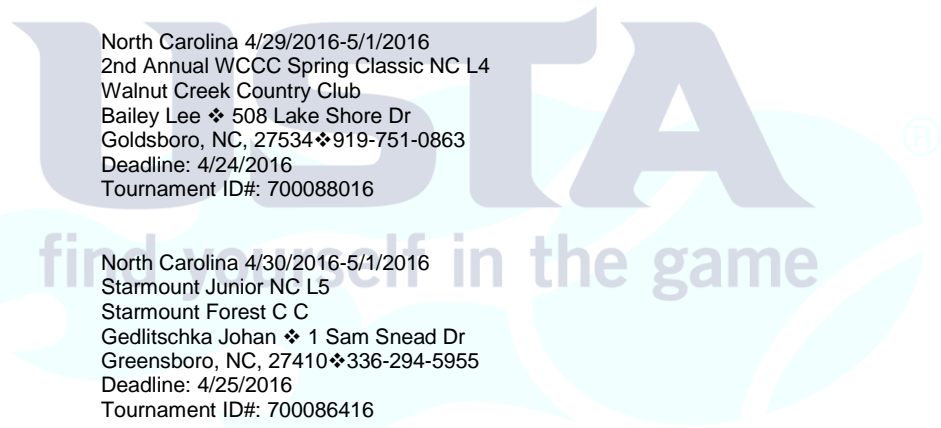 USTA
®
find yourself in the game
North Carolina 4/29/2016-5/1/2016
2nd Annual WCCC Spring Classic NC L4
Walnut Creek Country Club
Bailey Lee ❖ 508 Lake Shore Dr
Goldsboro, NC, 27534❖919-751-0863
Deadline: 4/24/2016
Tournament ID#: 700088016
North Carolina 4/30/2016-5/1/2016
Starmount Junior NC L5
Starmount Forest C C
Gedlitschka Johan ❖ 1 Sam Snead Dr
Greensboro, NC, 27410❖336-294-5955
Deadline: 4/25/2016
Tournament ID#: 700086416